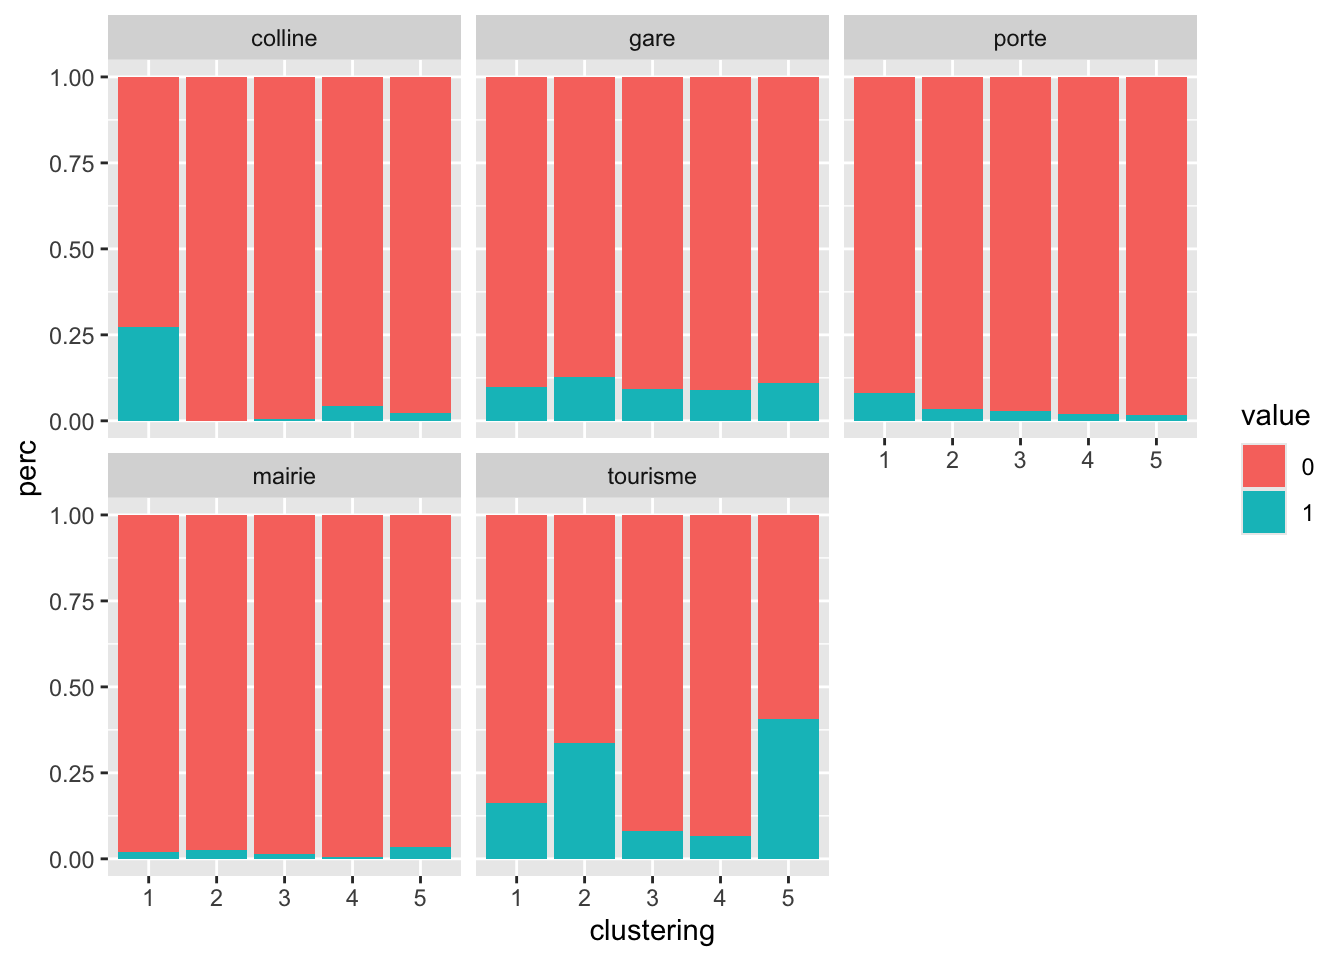 colline gare porte
1.00
0.75
0.50
0.25
0.00
1 2 3 4 5
mairie tourisme
1.00
0.75
0.50
0.25
0.00
1 2 3 4 5 1 2 3 4 5
clustering
perc
value
0
1